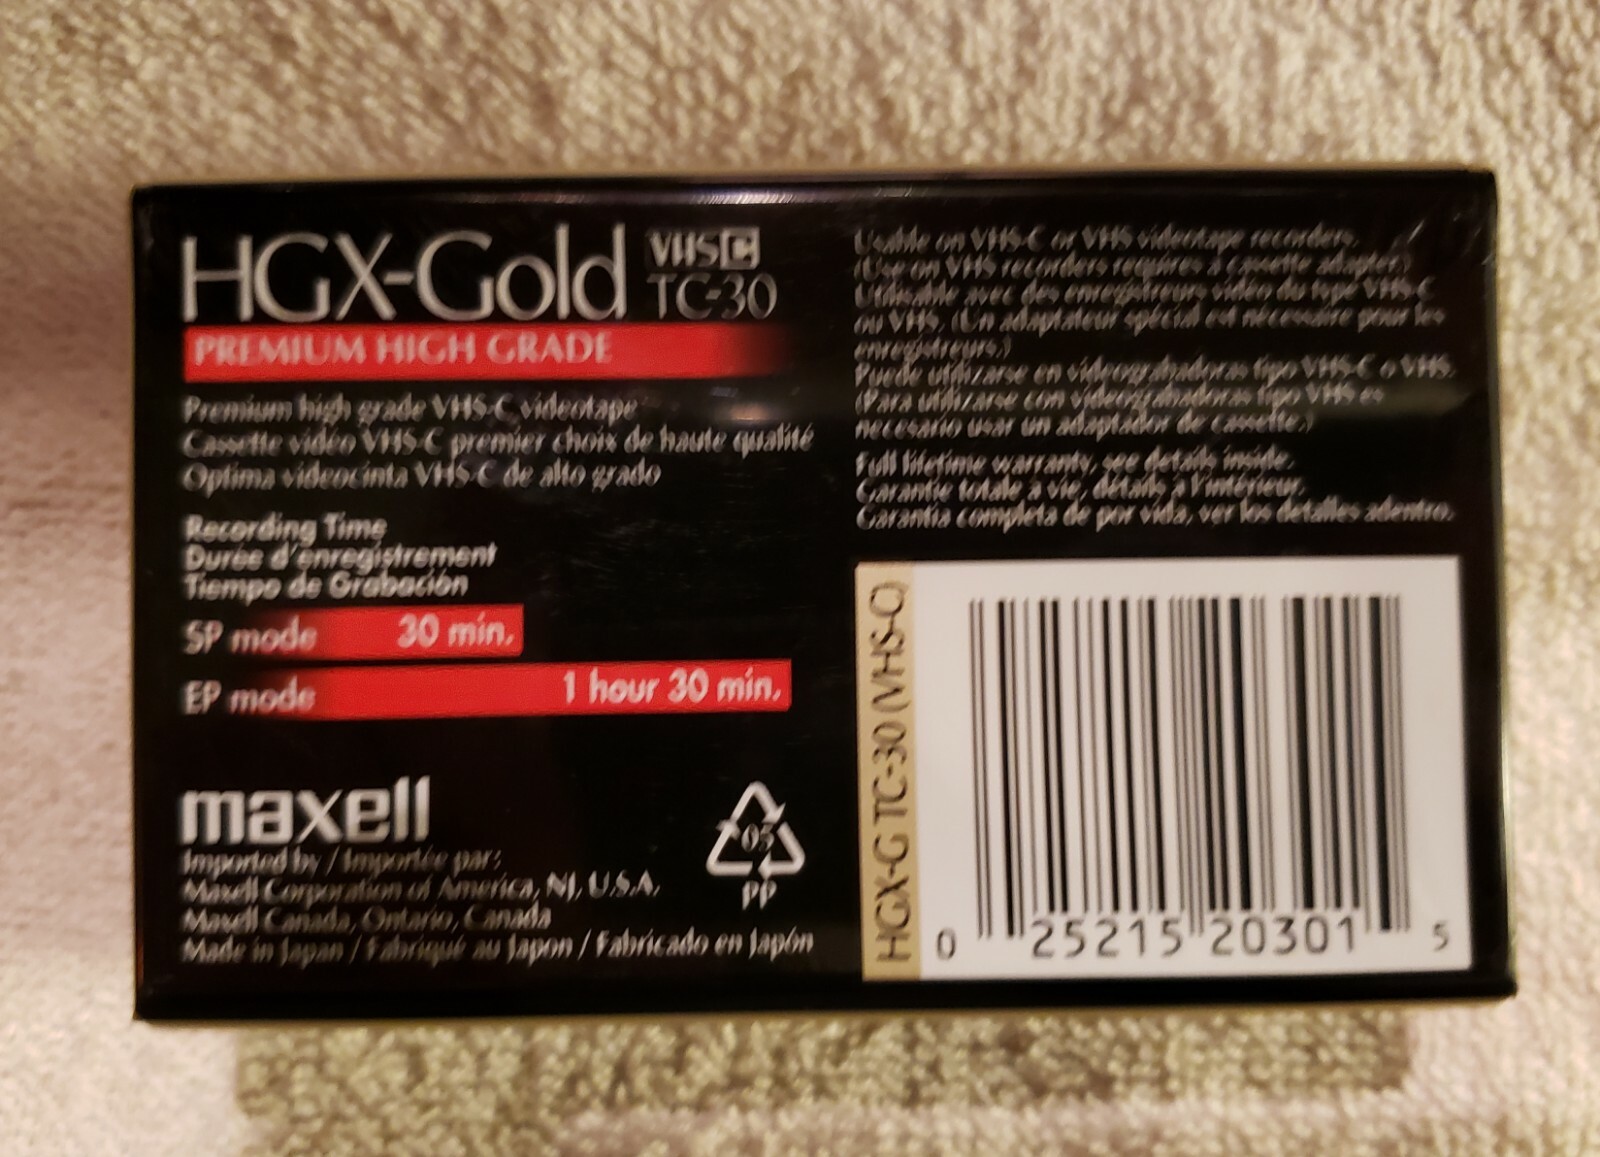 HGX-Gold VHS C
TC-30
PREMIUM HIGH GRADE
Premium high grade VHS-C videotape
Cassette vidéo VHS-C premier choix de haute qualité
Optima videocinta VHS-C de alto grado
Recording Time
Durée d'enregistrement
Tiempo de Grabación
SP mode 30 min.
EP mode 1 hour 30 min.
maxell
Imported by / Importée par:
Maxell Corporation of America, NJ, U.S.A.
Maxell Canada, Ontario, Canada
Made in Japan / Fabriqué au Japon / Fabricado en Japón
05
PP
Usable on VHS-C or VHS videotape recorders.
(Use on VHS recorders requires a cassette adapter.)
Utilisable avec des enregistreurs vidéo du type VHS-C
ou VHS. (Un adaptateur spécial est nécessaire pour les
enregistreurs.)
Puede utilizarse en videograbadoras tipo VHS-C o VHS.
(Para utilizarse con videograbadoras tipo VHS es
necesario usar un adaptador de cassette.)
Full lifetime warranty, see details inside.
Garantie totale à vie, détails à l'intérieur.
Garantía completa de por vida, ver los detalles adentro.
HGX-G TC-30 (VHS-C)
0 25215 20301 5